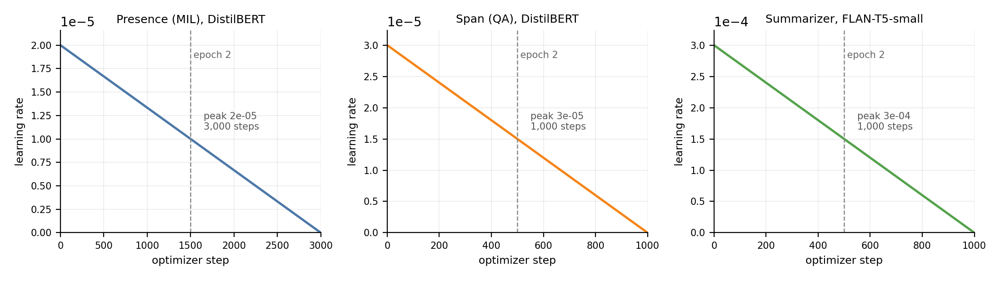 1e−5 Presence (MIL), DistilBERT
2.00
1.75
1.50
1.25
1.00
0.75
0.50
0.25
0.00
learning rate
epoch 2
peak 2e-05
3,000 steps
0 500 1000 1500 2000 2500 3000
optimizer step
1e−5 Span (QA), DistilBERT
3.0
2.5
2.0
1.5
1.0
0.5
0.0
learning rate
epoch 2
peak 3e-05
1,000 steps
0 200 400 600 800 1000
optimizer step
1e−4 Summarizer, FLAN-T5-small
3.0
2.5
2.0
1.5
1.0
0.5
0.0
learning rate
epoch 2
peak 3e-04
1,000 steps
0 200 400 600 800 1000
optimizer step